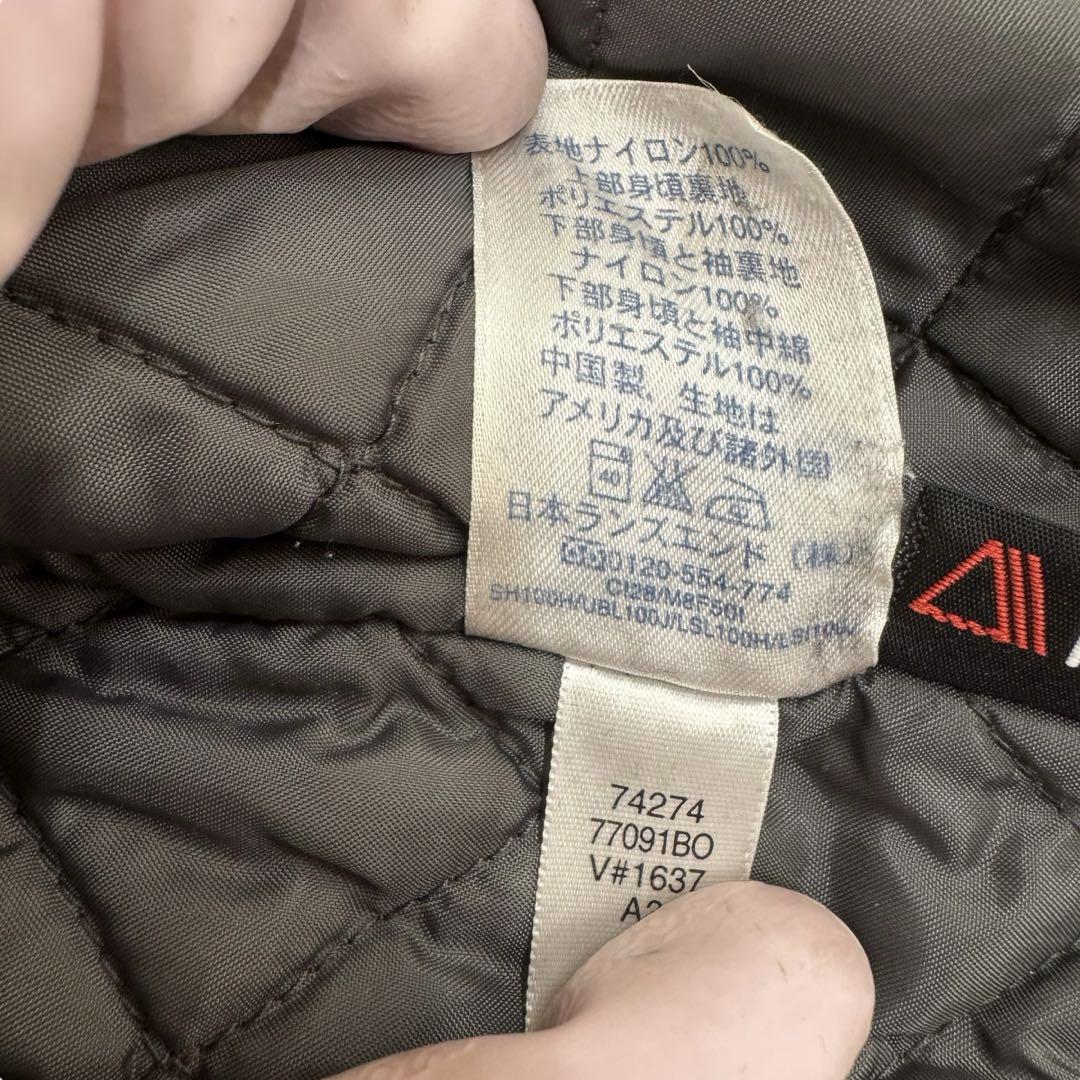 表地ナイロン100%
上部身頃裏地
ポリエステル100%
下部身頃と袖裏地
ナイロン100%
下部身頃と袖中綿
ポリエステル100%
中国製、生地は
アメリカ及び諸外国
40
日本ランズエンド
0120-554-774
SH100H/UBL100J/LSL100H/
74274
77091BO
V#1637